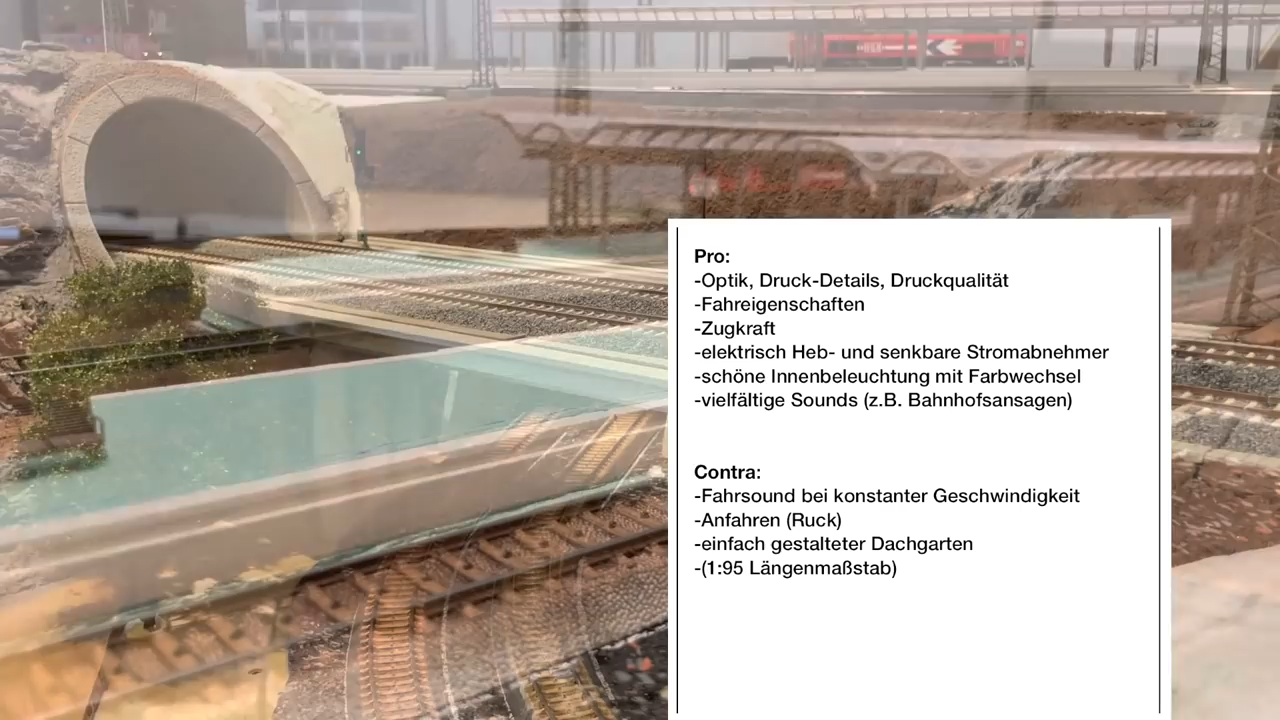 Pro:
-Optik, Druck-Details, Druckqualität
-Fahreigenschaften
-Zugkraft
-elektrisch Heb- und senkbare Stromabnehmer
-schöne Innenbeleuchtung mit Farbwechsel
-vielfältige Sounds (z.B. Bahnhofsansagen)
Contra:
-Fahrsound bei konstanter Geschwindigkeit
-Anfahren (Ruck)
-einfach gestalteter Dachgarten
-(1:95 Längenmaßstab)